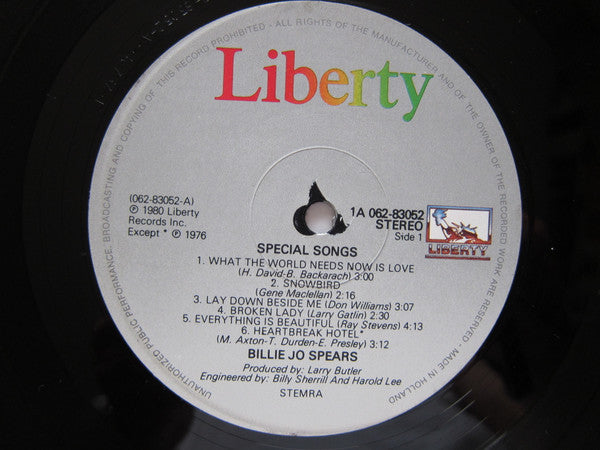 UNAUTHORIZED PUBLIC PERFORMANCE, BROADCASTING AND COPYING OF THIS RECORD PROHIBITED - ALL RIGHTS OF THE MANUFACTURER AND OF THE OWNER OF THE RECORDED WORK ARE RESERVED - MADE IN HOLLAND
Liberty
(062-83052-A)
℗ 1980 Liberty
Records Inc.
Except * ℗ 1976
1A 062-83052
STEREO
Side 1
LIBERTY
SPECIAL SONGS
1. WHAT THE WORLD NEEDS NOW IS LOVE
(H. David-B. Backarach) 3:00
2. SNOWBIRD
(Gene Maclellan) 2:16
3. LAY DOWN BESIDE ME (Don Williams) 3:07
4. BROKEN LADY (Larry Gatlin) 2:30
5. EVERYTHING IS BEAUTIFUL (Ray Stevens) 4:13
6. HEARTBREAK HOTEL*
(M. Axton-T. Durden-E. Presley) 3:12
BILLIE JO SPEARS
Produced by: Larry Butler
Engineered by: Billy Sherrill and Harold Lee
STEMRA